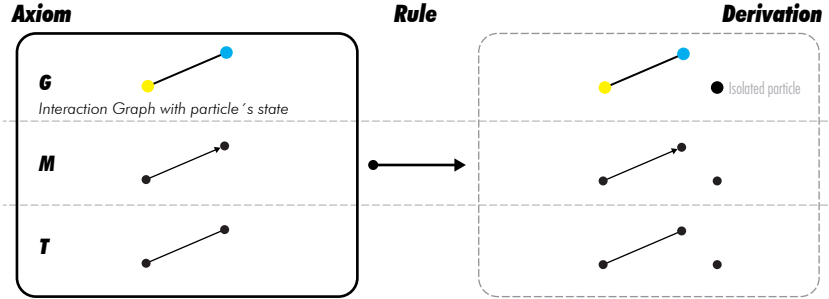 Axiom
Rule
Derivation
G
Interaction Graph with particle´s state
Isolated particle
M
T